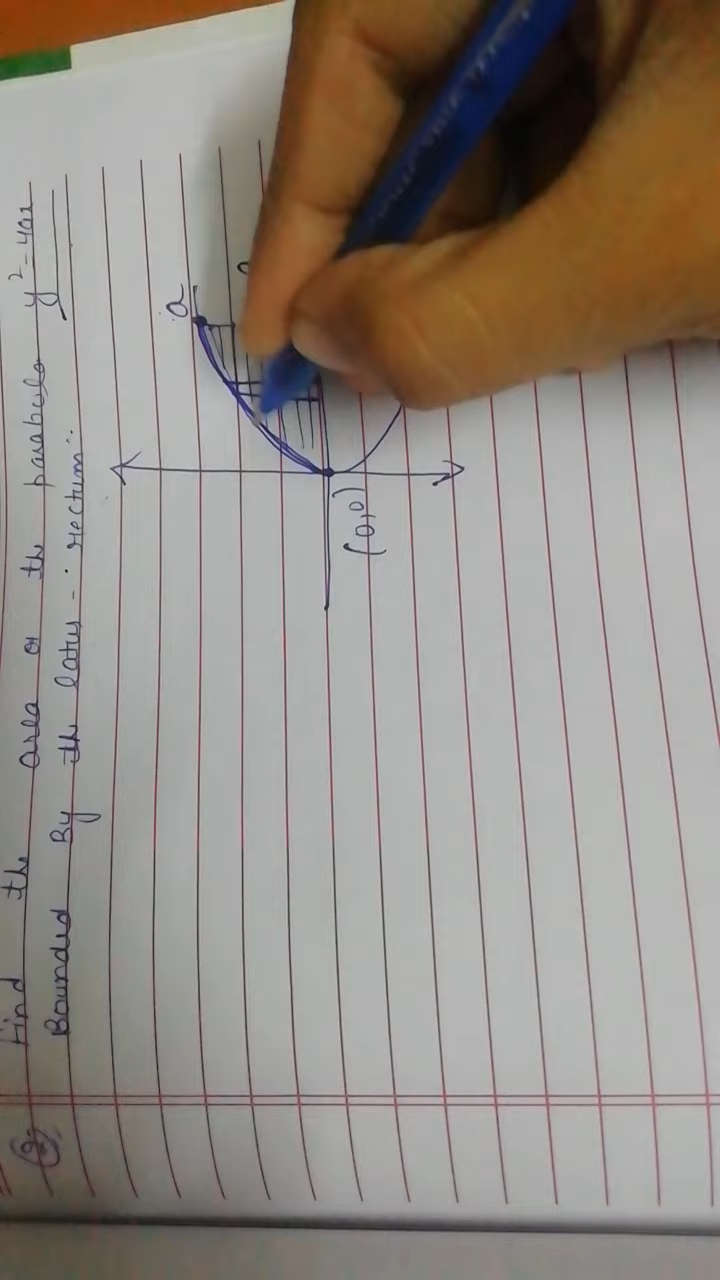 Q. Find the area of the parabola y² = 4ax
Bounded By the latus - rectum :-
a
(0,0)